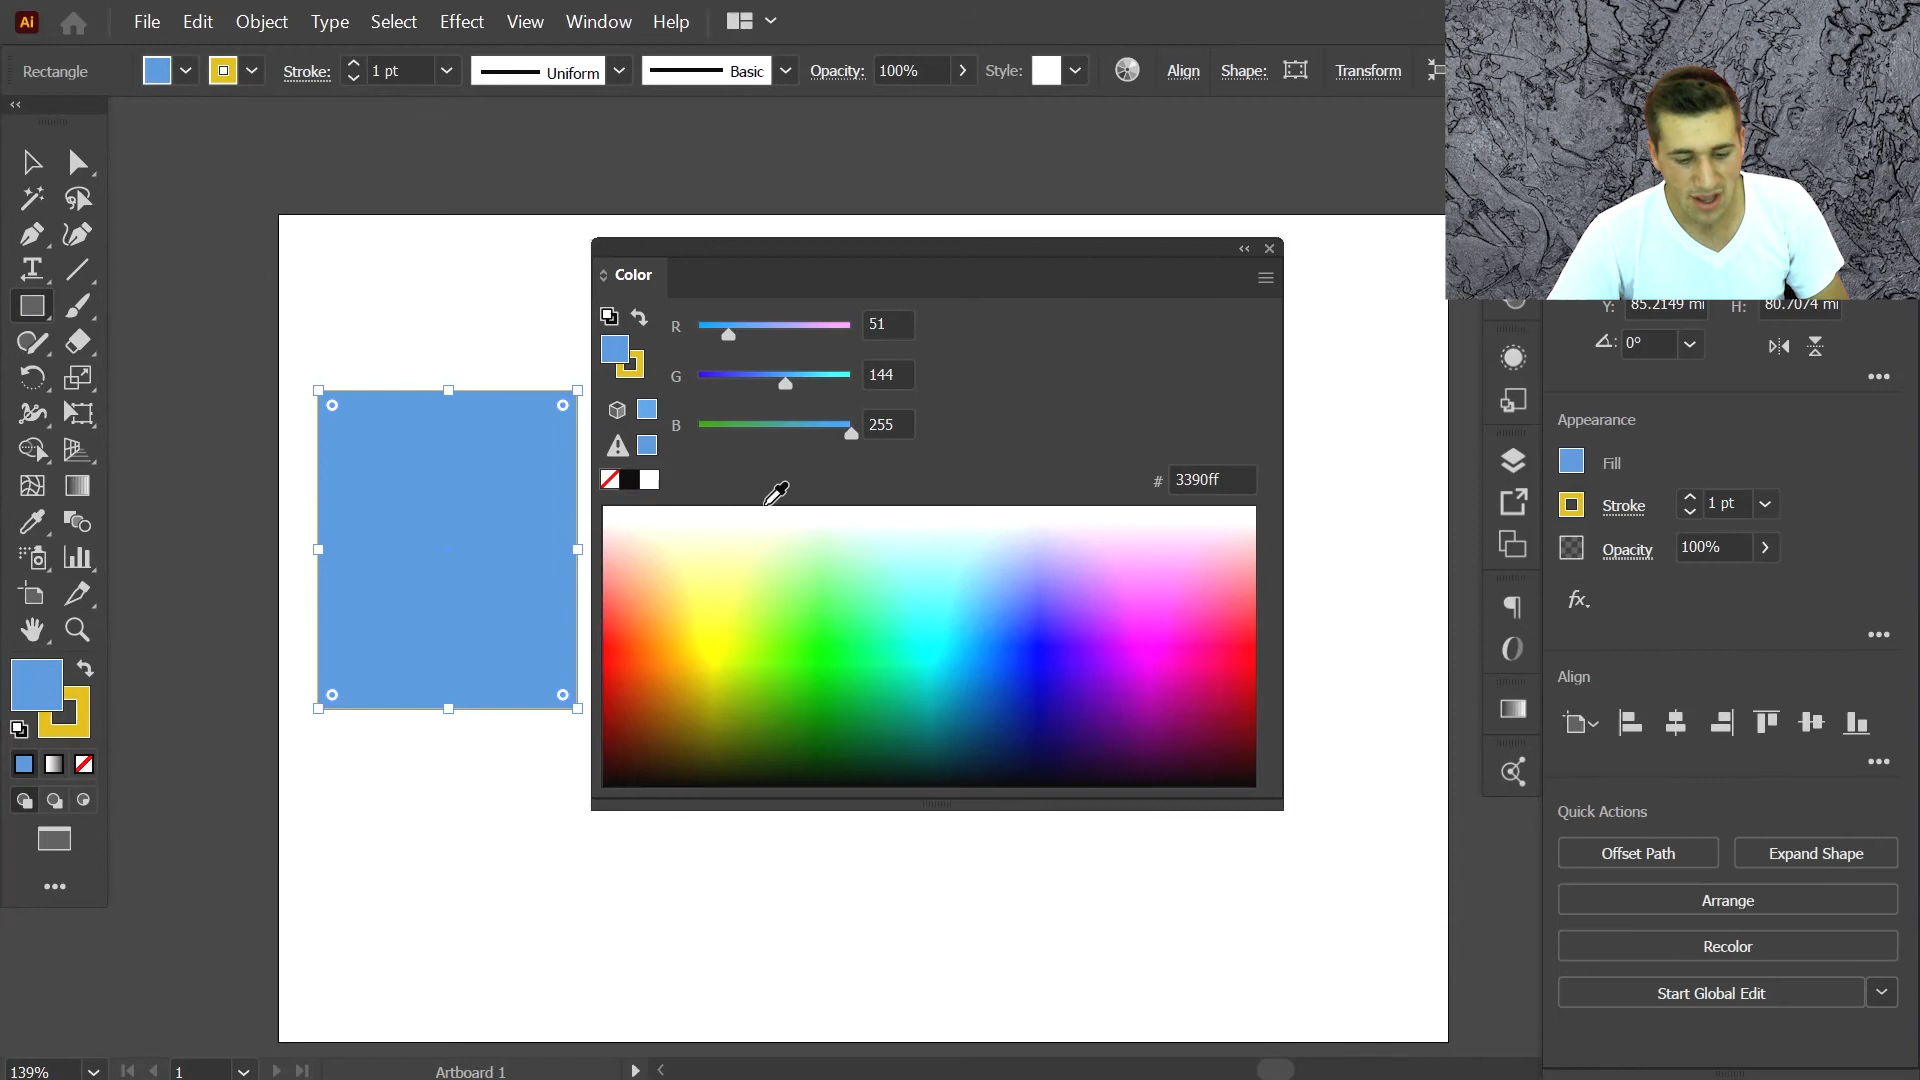 Ai File Edit Object Type Select Effect View Window Help
Rectangle Stroke: 1 pt Uniform Basic Opacity: 100% Style: Align Shape: Transform
Color
R 51
G 144
B 255
# 3390ff
Y: 85.2149 mi H: 80.7074 mi
0°
Appearance
Fill
Stroke 1 pt
Opacity 100%
fx
Align
Quick Actions
Offset Path Expand Shape
Arrange
Recolor
Start Global Edit
139% 1 Artboard 1